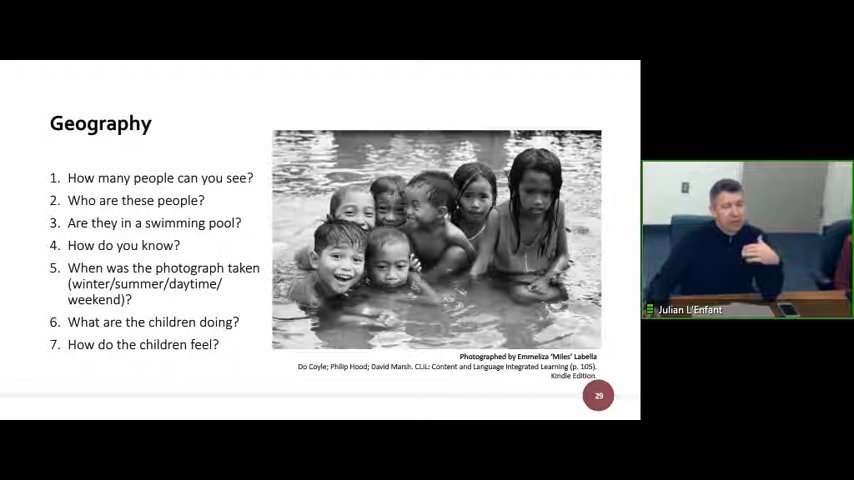 Geography
1. How many people can you see?
2. Who are these people?
3. Are they in a swimming pool?
4. How do you know?
5. When was the photograph taken
(winter/summer/daytime/
weekend)?
6. What are the children doing?
7. How do the children feel?
Photographed by Emmeliza 'Miles' Labella
Do Coyle; Philip Hood; David Marsh. CLIL: Content and Language Integrated Learning (p. 105).
Kindle Edition.
29
Julian L'Enfant